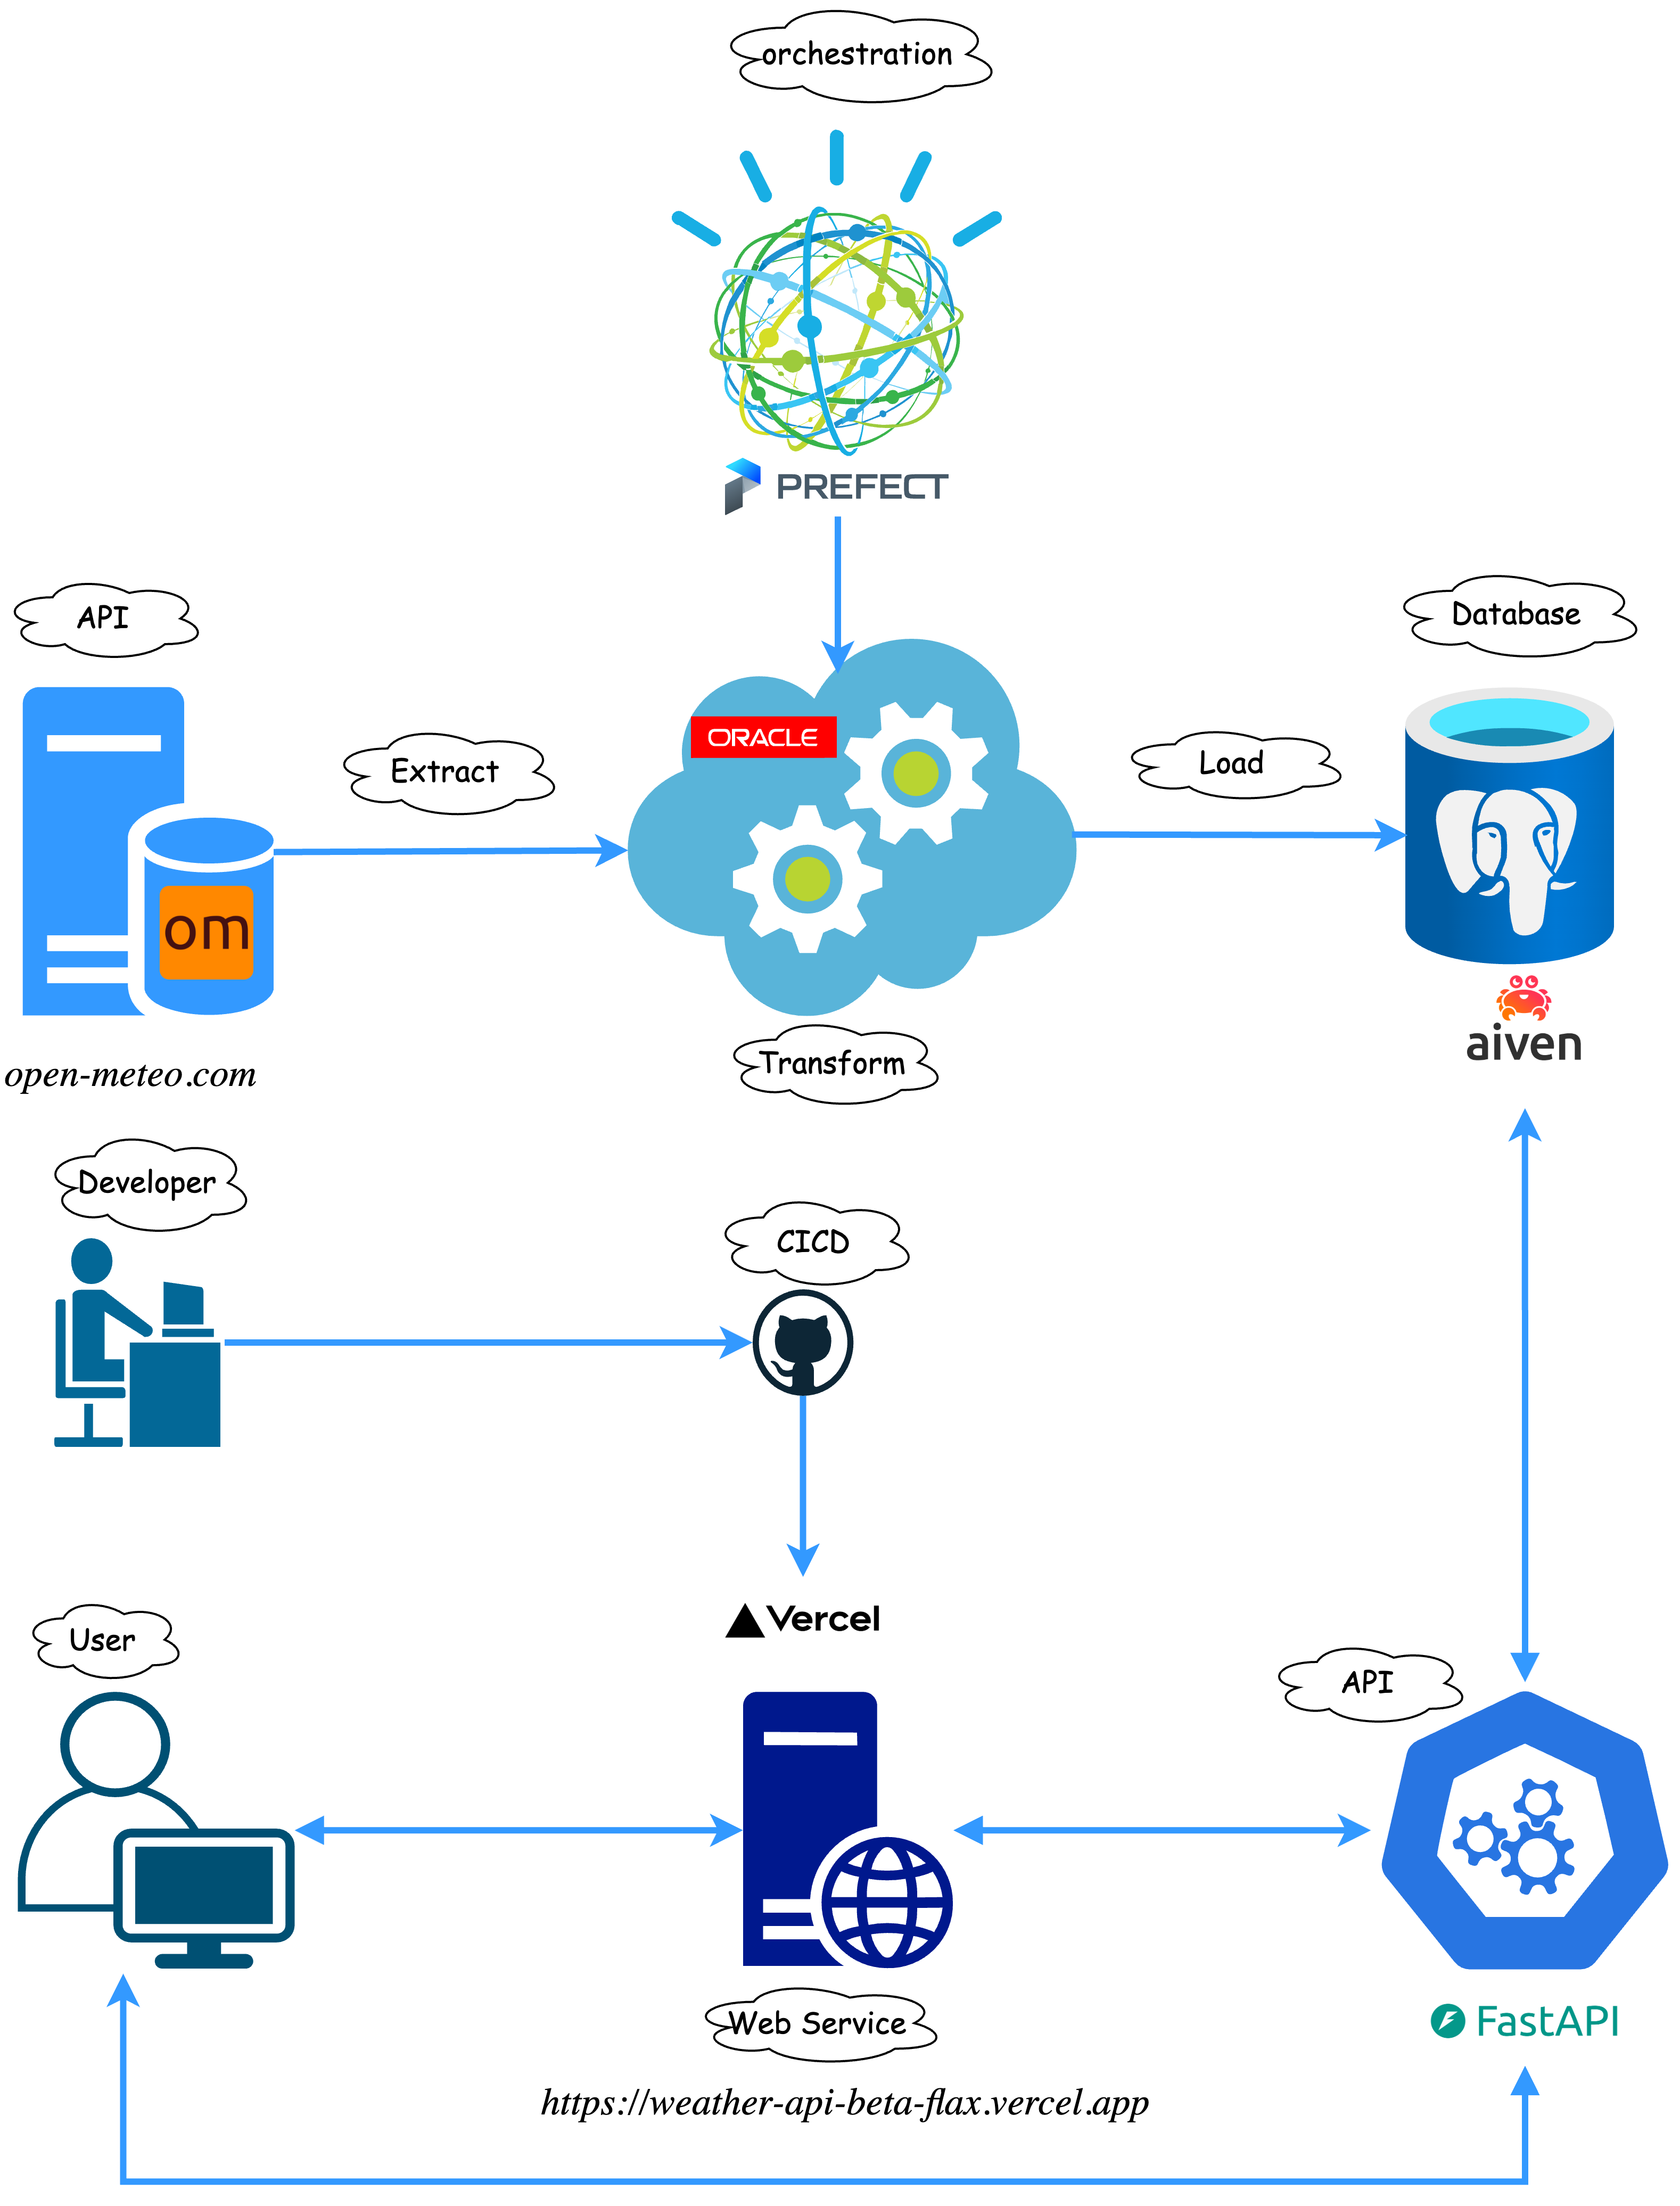 orchestration
PREFECT
API
Database
ORACLE
Extract
Load
om
aiven
Transform
open-meteo.com
Developer
CICD
Vercel
User
API
Web Service
FastAPI
https://weather-api-beta-flax.vercel.app